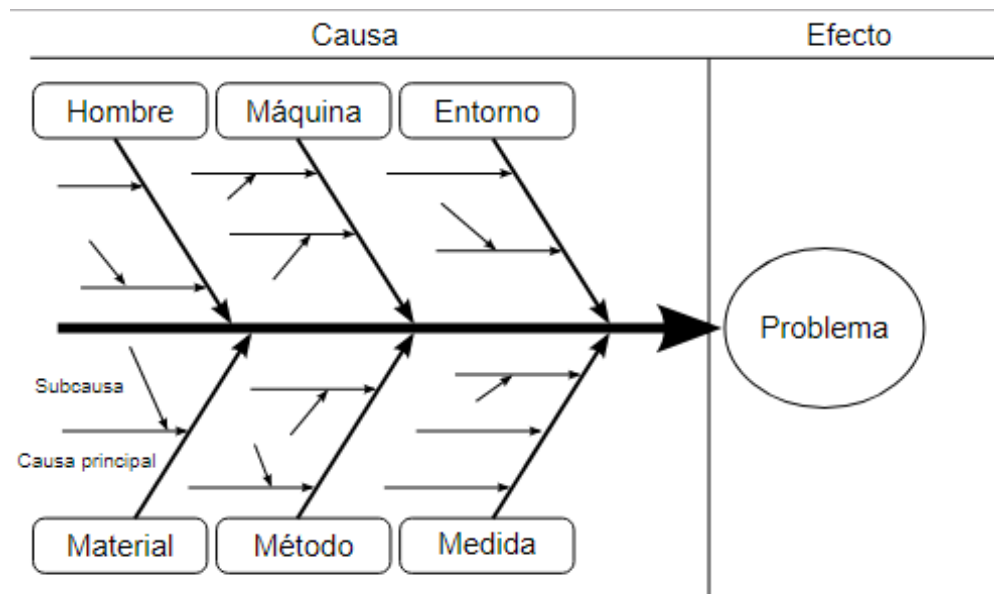 Causa
Efecto
Hombre
Máquina
Entorno
Problema
Subcausa
Causa principal
Material
Método
Medida